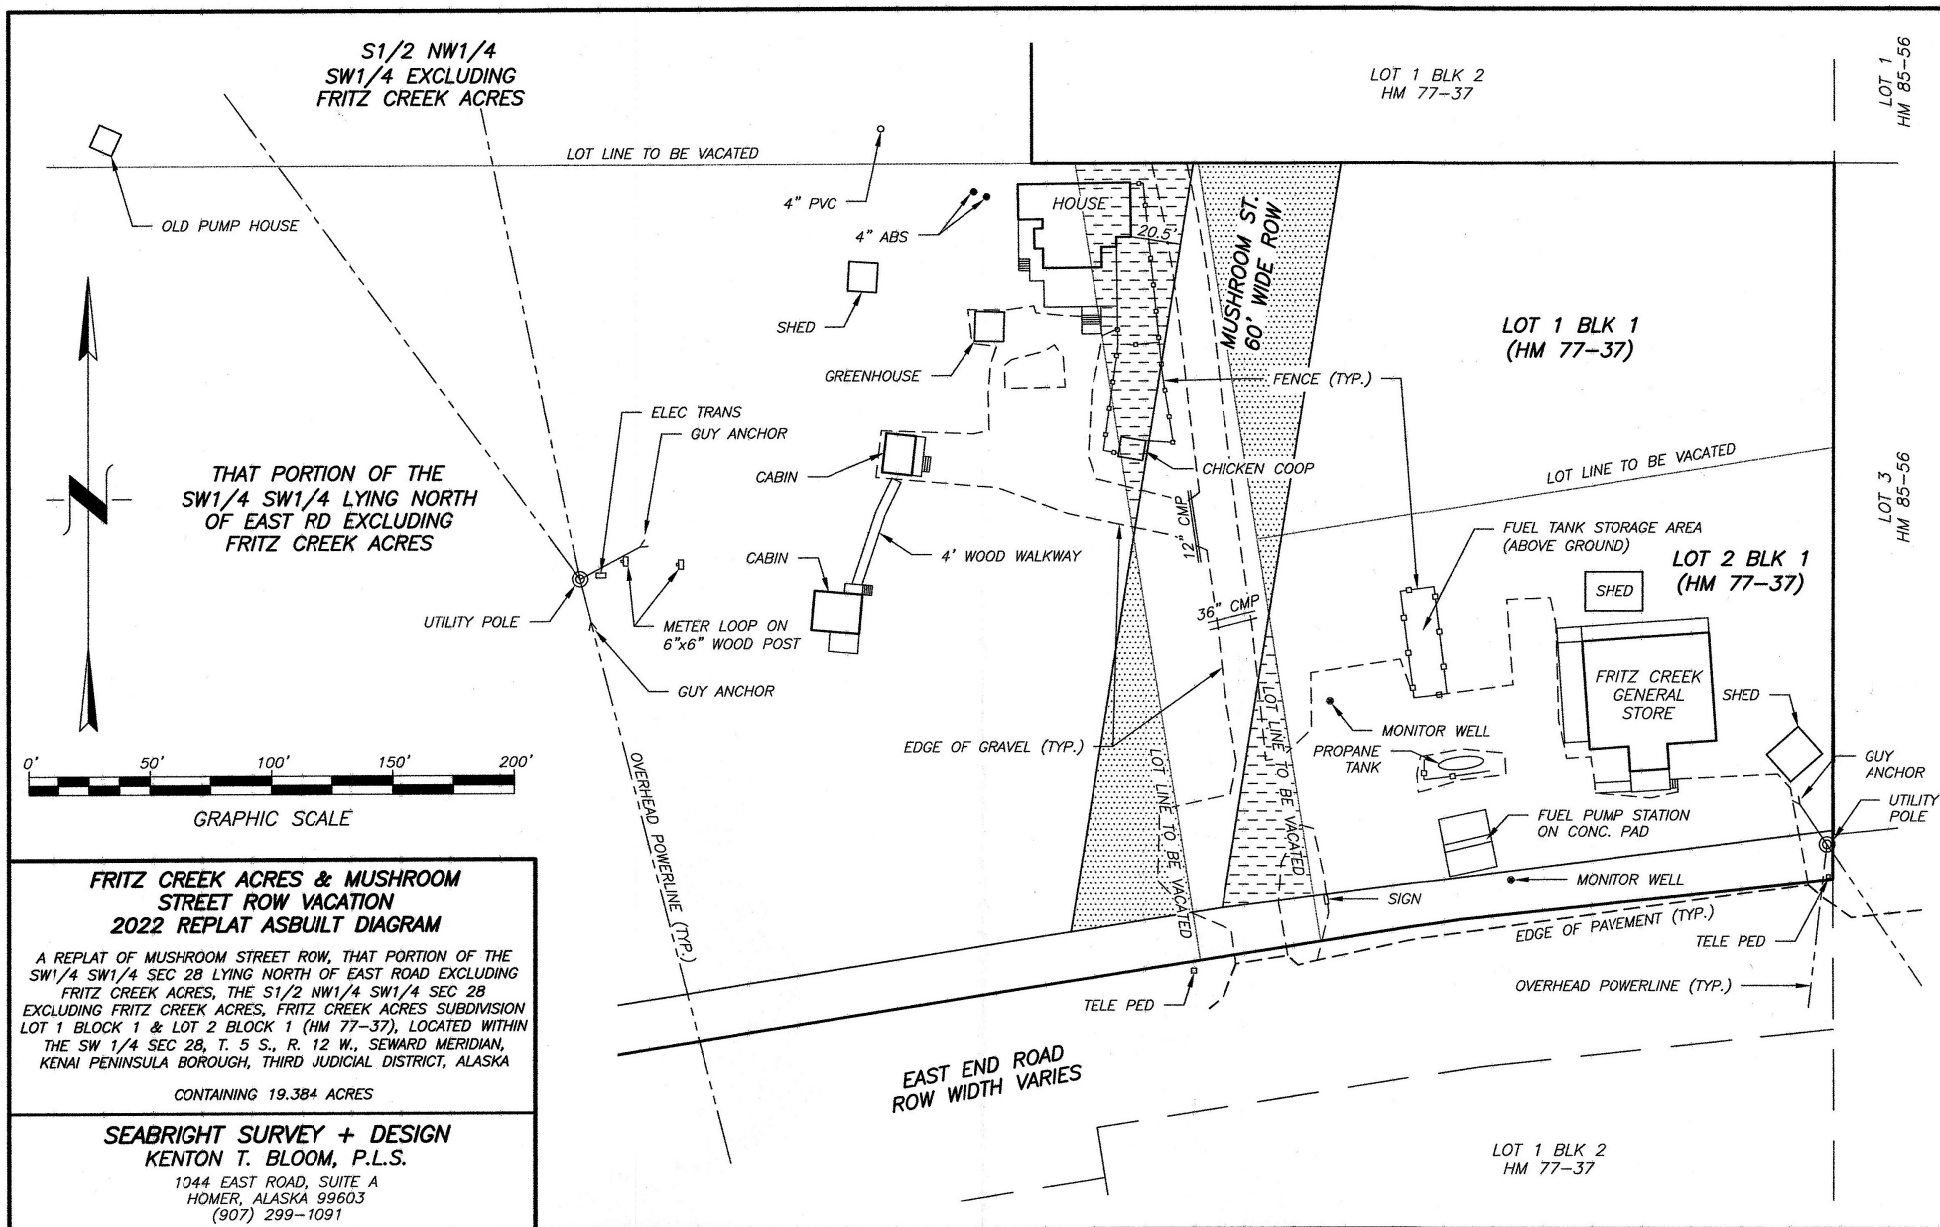 S1/2 NW1/4
SW1/4 EXCLUDING
FRITZ CREEK ACRES
LOT 1 BLK 2
HM 77-37
LOT 1
HM 85-56
LOT LINE TO BE VACATED
OLD PUMP HOUSE
4" PVC
4" ABS
HOUSE
20.5'
MUSHROOM ST.
60' WIDE ROW
SHED
GREENHOUSE
LOT 1 BLK 1
(HM 77-37)
FENCE (TYP.)
ELEC TRANS
GUY ANCHOR
CABIN
CHICKEN COOP
LOT LINE TO BE VACATED
LOT 3
HM 85-56
THAT PORTION OF THE
SW1/4 SW1/4 LYING NORTH
OF EAST RD EXCLUDING
FRITZ CREEK ACRES
N
12" CMP
FUEL TANK STORAGE AREA
(ABOVE GROUND)
LOT 2 BLK 1
(HM 77-37)
CABIN
4' WOOD WALKWAY
SHED
36" CMP
UTILITY POLE
METER LOOP ON
6"x6" WOOD POST
GUY ANCHOR
FRITZ CREEK
GENERAL
STORE
SHED
EDGE OF GRAVEL (TYP.)
MONITOR WELL
PROPANE
TANK
GUY
ANCHOR
UTILITY
POLE
0' 50' 100' 150' 200'
GRAPHIC SCALE
OVERHEAD POWERLINE (TYP.)
LOT LINE TO BE VACATED
LOT LINE TO BE VACATED
FUEL PUMP STATION
ON CONC. PAD
MONITOR WELL
SIGN
EDGE OF PAVEMENT (TYP.)
TELE PED
OVERHEAD POWERLINE (TYP.)
TELE PED
EAST END ROAD
ROW WIDTH VARIES
LOT 1 BLK 2
HM 77-37
FRITZ CREEK ACRES & MUSHROOM
STREET ROW VACATION
2022 REPLAT ASBUILT DIAGRAM
A REPLAT OF MUSHROOM STREET ROW, THAT PORTION OF THE
SW1/4 SW1/4 SEC 28 LYING NORTH OF EAST ROAD EXCLUDING
FRITZ CREEK ACRES, THE S1/2 NW1/4 SW1/4 SEC 28
EXCLUDING FRITZ CREEK ACRES, FRITZ CREEK ACRES SUBDIVISION
LOT 1 BLOCK 1 & LOT 2 BLOCK 1 (HM 77-37), LOCATED WITHIN
THE SW 1/4 SEC 28, T. 5 S., R. 12 W., SEWARD MERIDIAN,
KENAI PENINSULA BOROUGH, THIRD JUDICIAL DISTRICT, ALASKA
CONTAINING 19.384 ACRES
SEABRIGHT SURVEY + DESIGN
KENTON T. BLOOM, P.L.S.
1044 EAST ROAD, SUITE A
HOMER, ALASKA 99603
(907) 299-1091